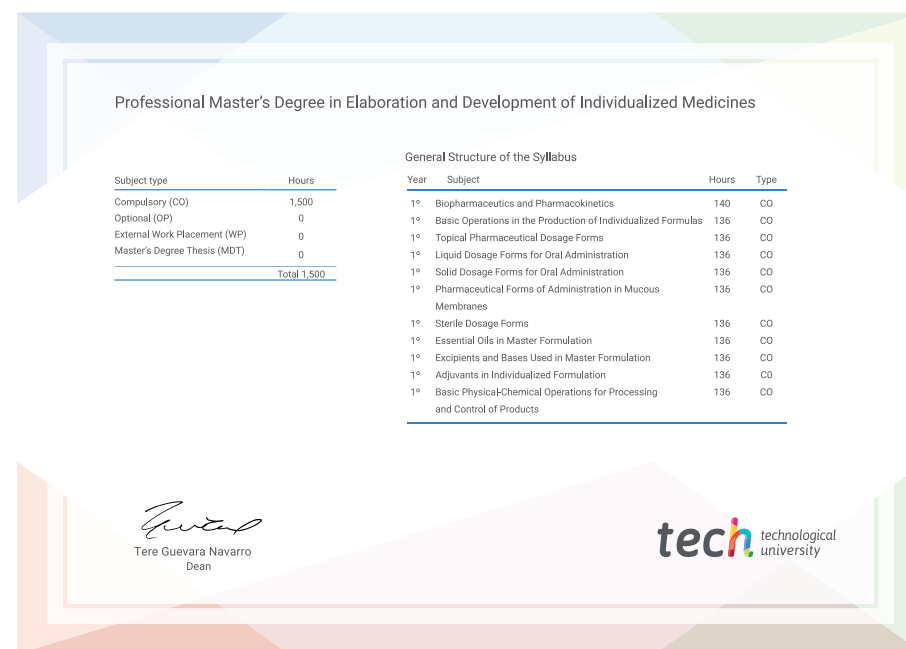 Professional Master's Degree in Elaboration and Development of Individualized Medicines
General Structure of the Syllabus
Subject type Hours
Compulsory (CO) 1,500
Optional (OP) 0
External Work Placement (WP) 0
Master's Degree Thesis (MDT) 0
Total 1,500
Year Subject Hours Type
1º Biopharmaceutics and Pharmacokinetics 140 CO
1º Basic Operations in the Production of Individualized Formulas 136 CO
1º Topical Pharmaceutical Dosage Forms 136 CO
1º Liquid Dosage Forms for Oral Administration 136 CO
1º Solid Dosage Forms for Oral Administration 136 CO
1º Pharmaceutical Forms of Administration in Mucous 136 CO
Membranes
1º Sterile Dosage Forms 136 CO
1º Essential Oils in Master Formulation 136 CO
1º Excipients and Bases Used in Master Formulation 136 CO
1º Adjuvants in Individualized Formulation 136 C0
1º Basic Physical-Chemical Operations for Processing 136 CO
and Control of Products
Tere Guevara Navarro
Dean
tech technological
university